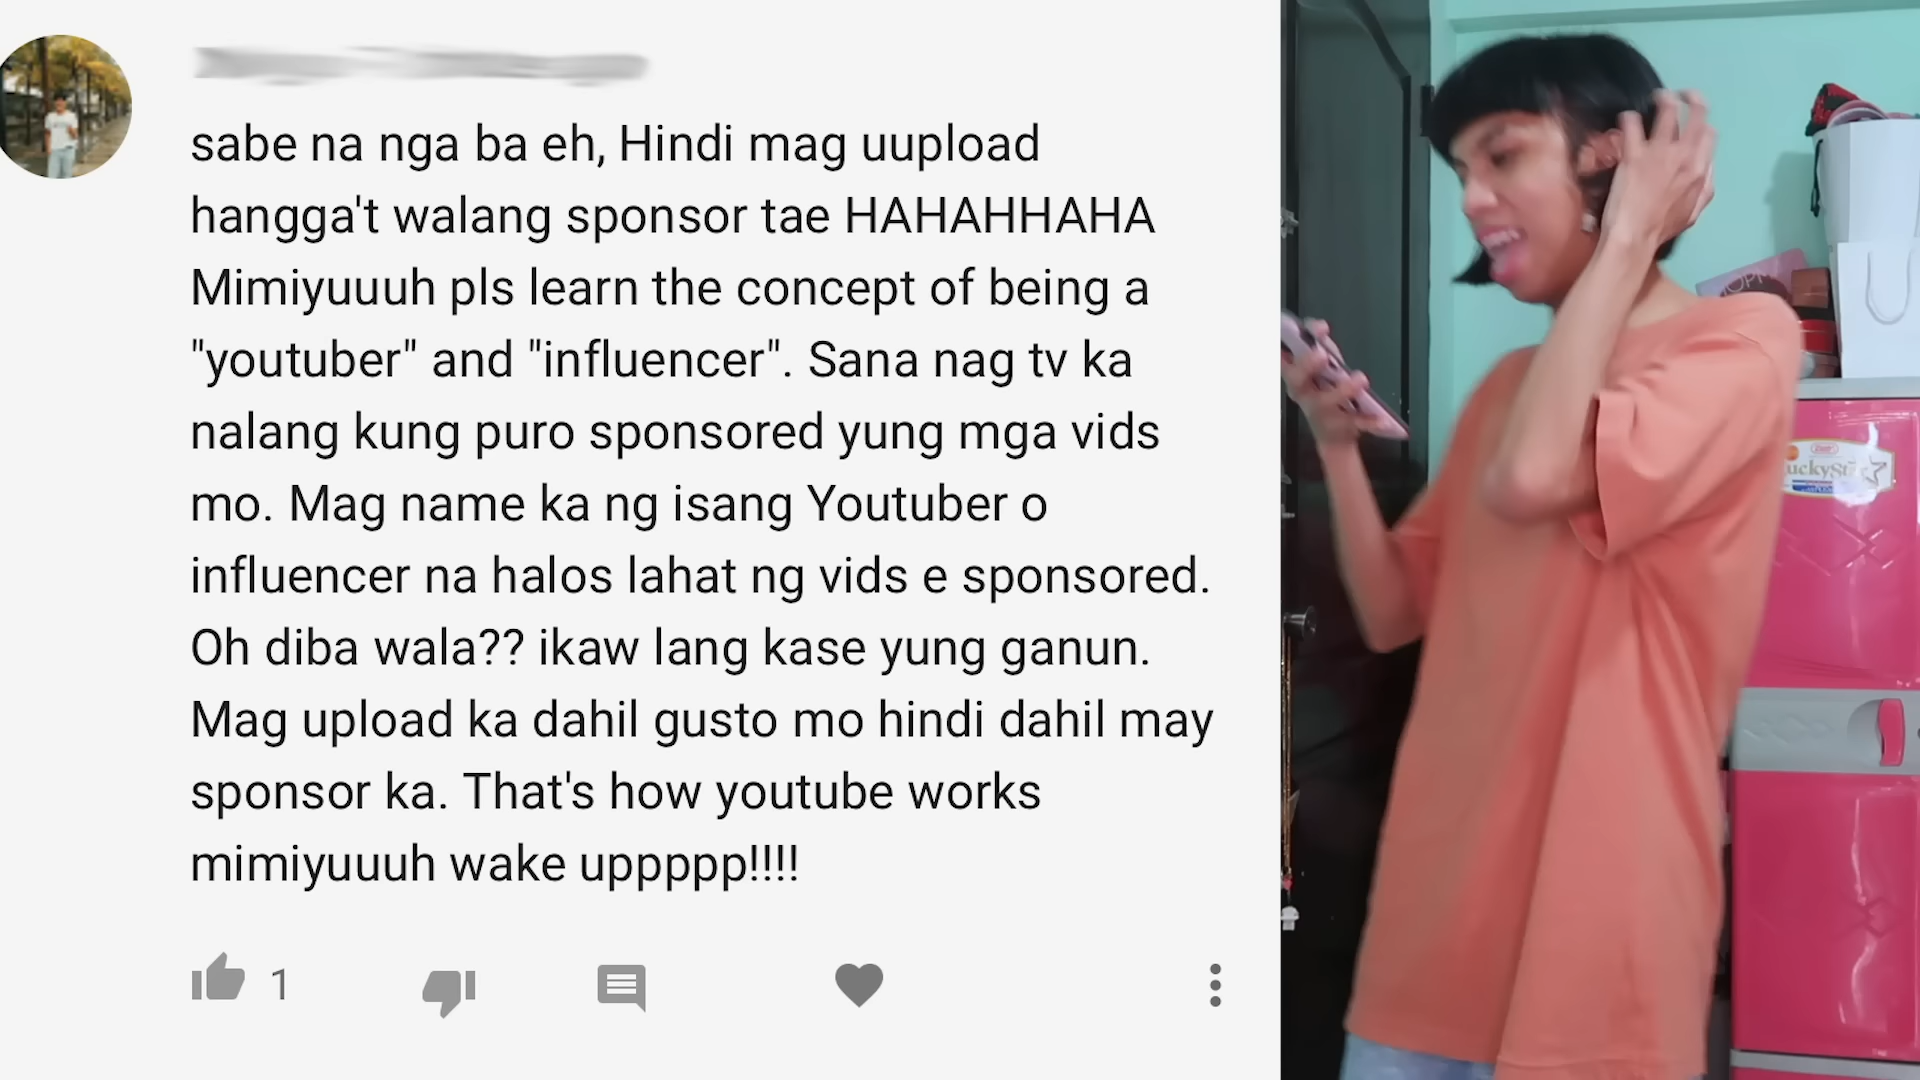 sabe na nga ba eh, Hindi mag uupload
hangga't walang sponsor tae HAHAHHAHA
Mimiyuuuh pls learn the concept of being a
"youtuber" and "influencer". Sana nag tv ka
nalang kung puro sponsored yung mga vids
mo. Mag name ka ng isang Youtuber o
influencer na halos lahat ng vids e sponsored.
Oh diba wala?? ikaw lang kase yung ganun.
Mag upload ka dahil gusto mo hindi dahil may
sponsor ka. That's how youtube works
mimiyuuuh wake uppppp!!!!
1